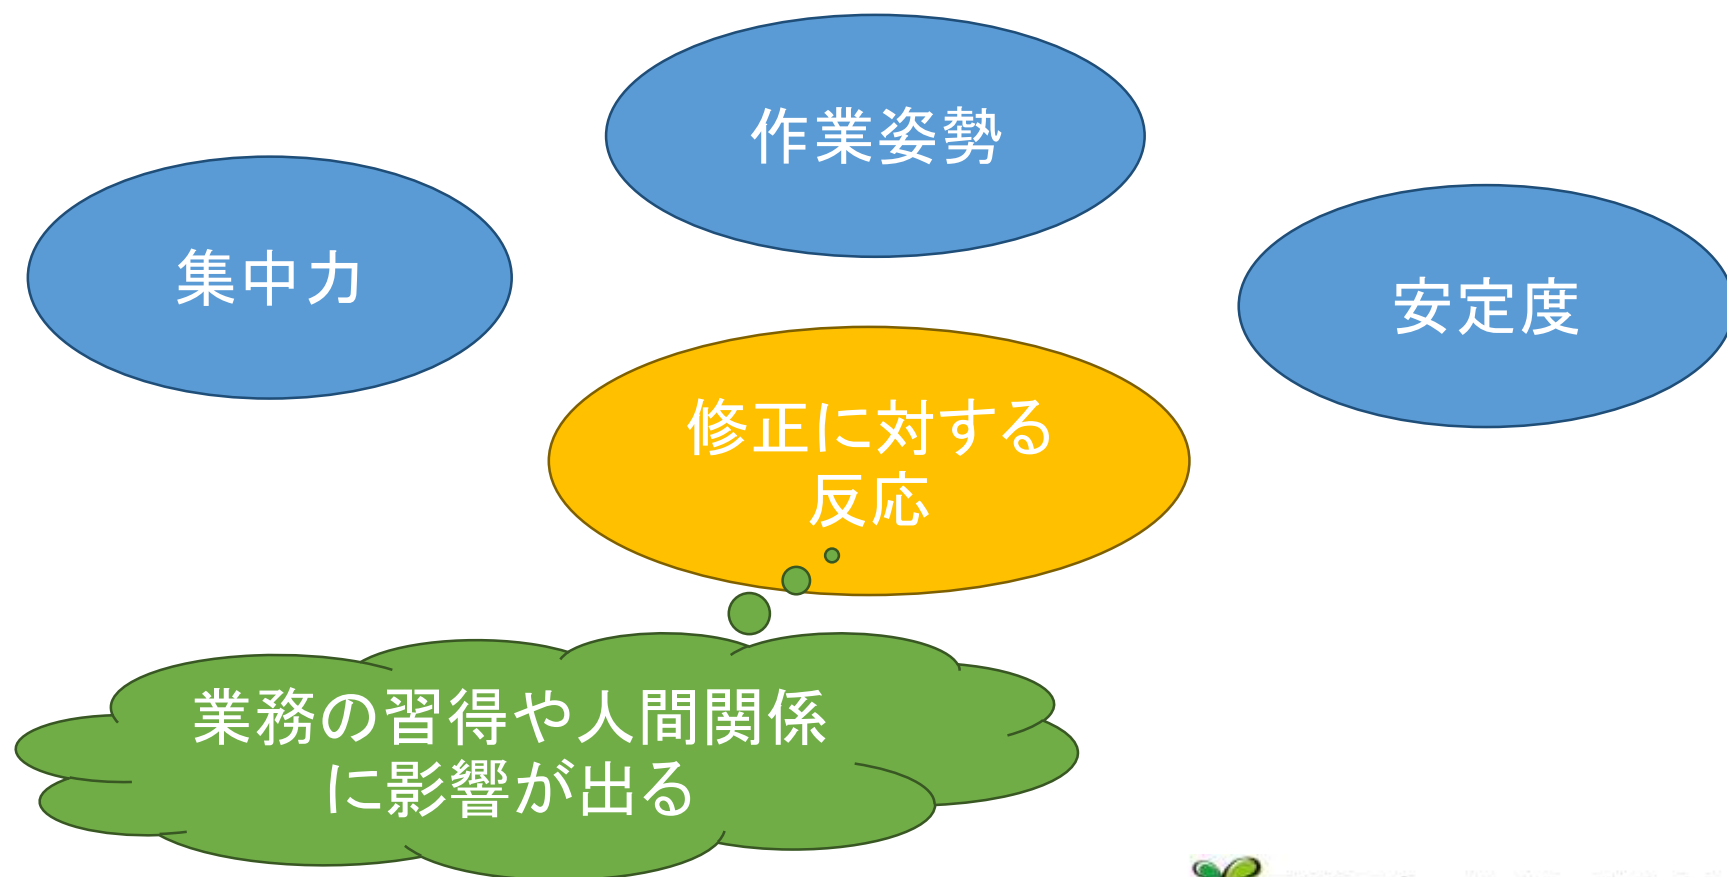 作業姿勢
集中力
安定度
修正に対する
反応
業務の習得や人間関係
に影響が出る